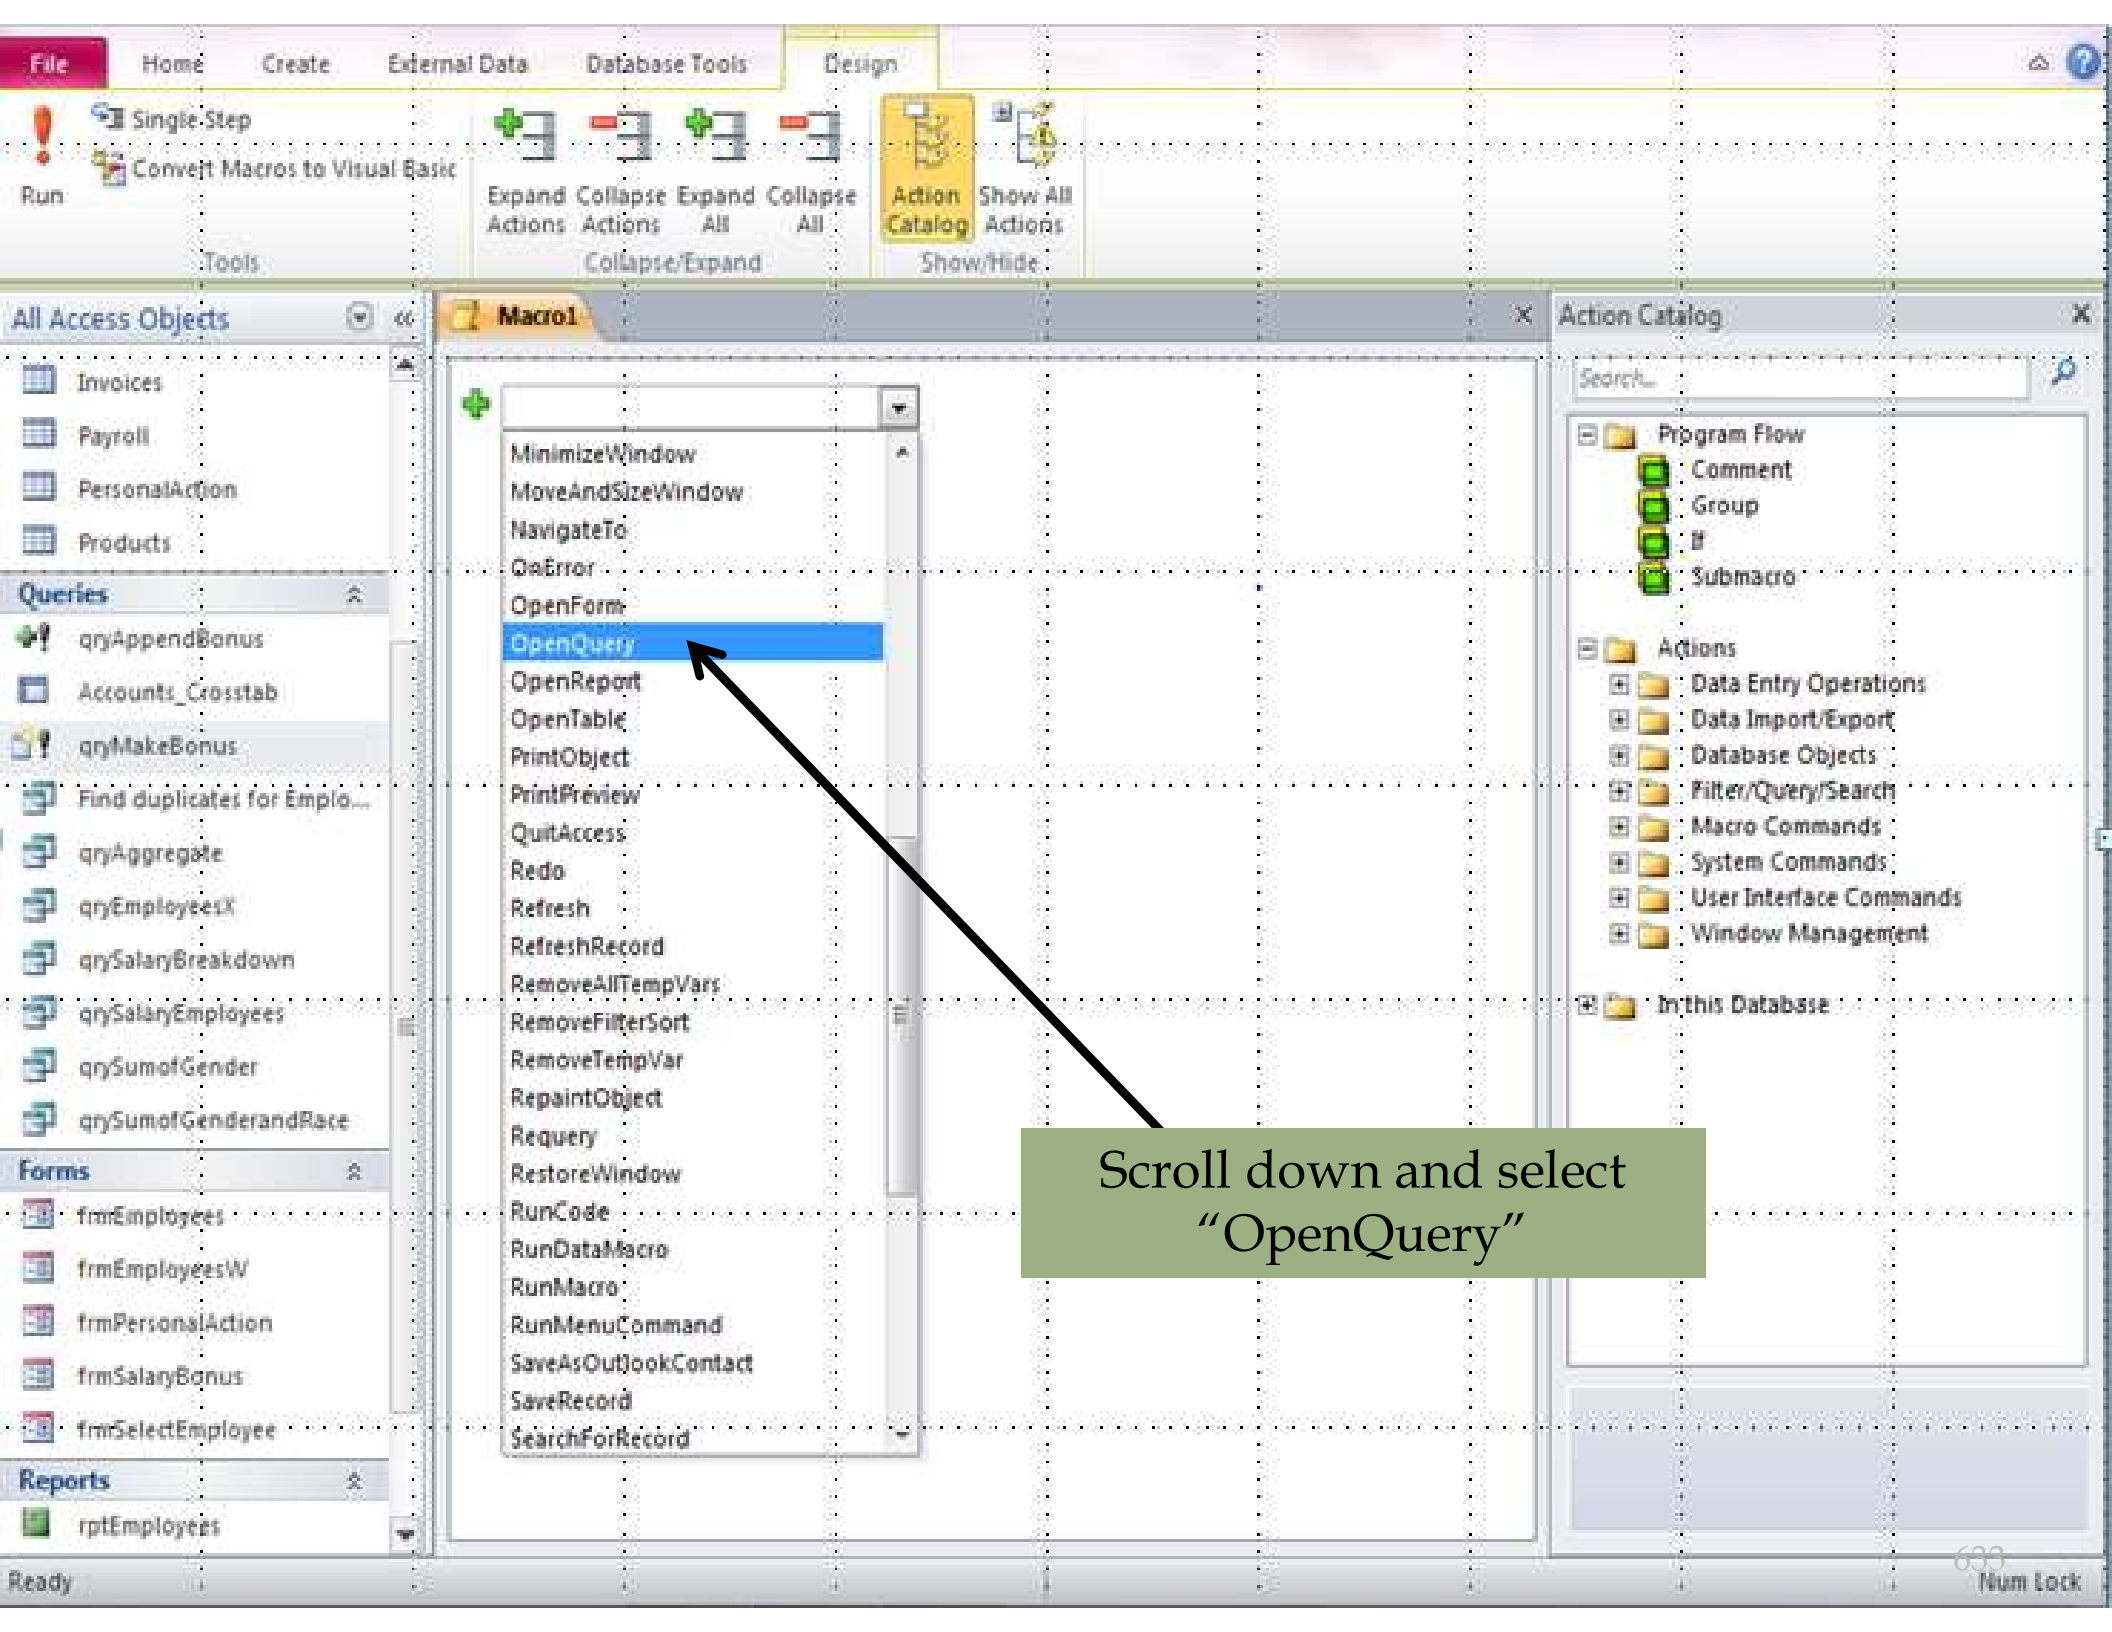 File Home Create External Data Database Tools Design
Single Step
Convert Macros to Visual Basic
Run
Expand Collapse Expand Collapse Action Show All
Actions Actions All All Catalog Actions
Tools Collapse/Expand Show/Hide
All Access Objects
Invoices
Payroll
PersonalAction
Products
Queries
qryAppendBonus
Accounts_Crosstab
qryMakeBonus
Find duplicates for Emplo...
qryAggregate
qryEmployeesX
qrySalaryBreakdown
qrySalaryEmployees
qrySumofGender
qrySumofGenderandRace
Forms
frmEmployees
frmEmployeesW
frmPersonalAction
frmSalaryBonus
frmSelectEmployee
Reports
rptEmployees
Macro1
MinimizeWindow
MoveAndSizeWindow
NavigateTo
OnError
OpenForm
OpenQuery
OpenReport
OpenTable
PrintObject
PrintPreview
QuitAccess
Redo
Refresh
RefreshRecord
RemoveAllTempVars
RemoveFilterSort
RemoveTempVar
RepaintObject
Requery
RestoreWindow
RunCode
RunDataMacro
RunMacro
RunMenuCommand
SaveAsOutlookContact
SaveRecord
SearchForRecord
Scroll down and select
“OpenQuery”
Action Catalog
Search...
Program Flow
Comment
Group
If
Submacro
Actions
Data Entry Operations
Data Import/Export
Database Objects
Filter/Query/Search
Macro Commands
System Commands
User Interface Commands
Window Management
In this Database
633
Ready Num Lock